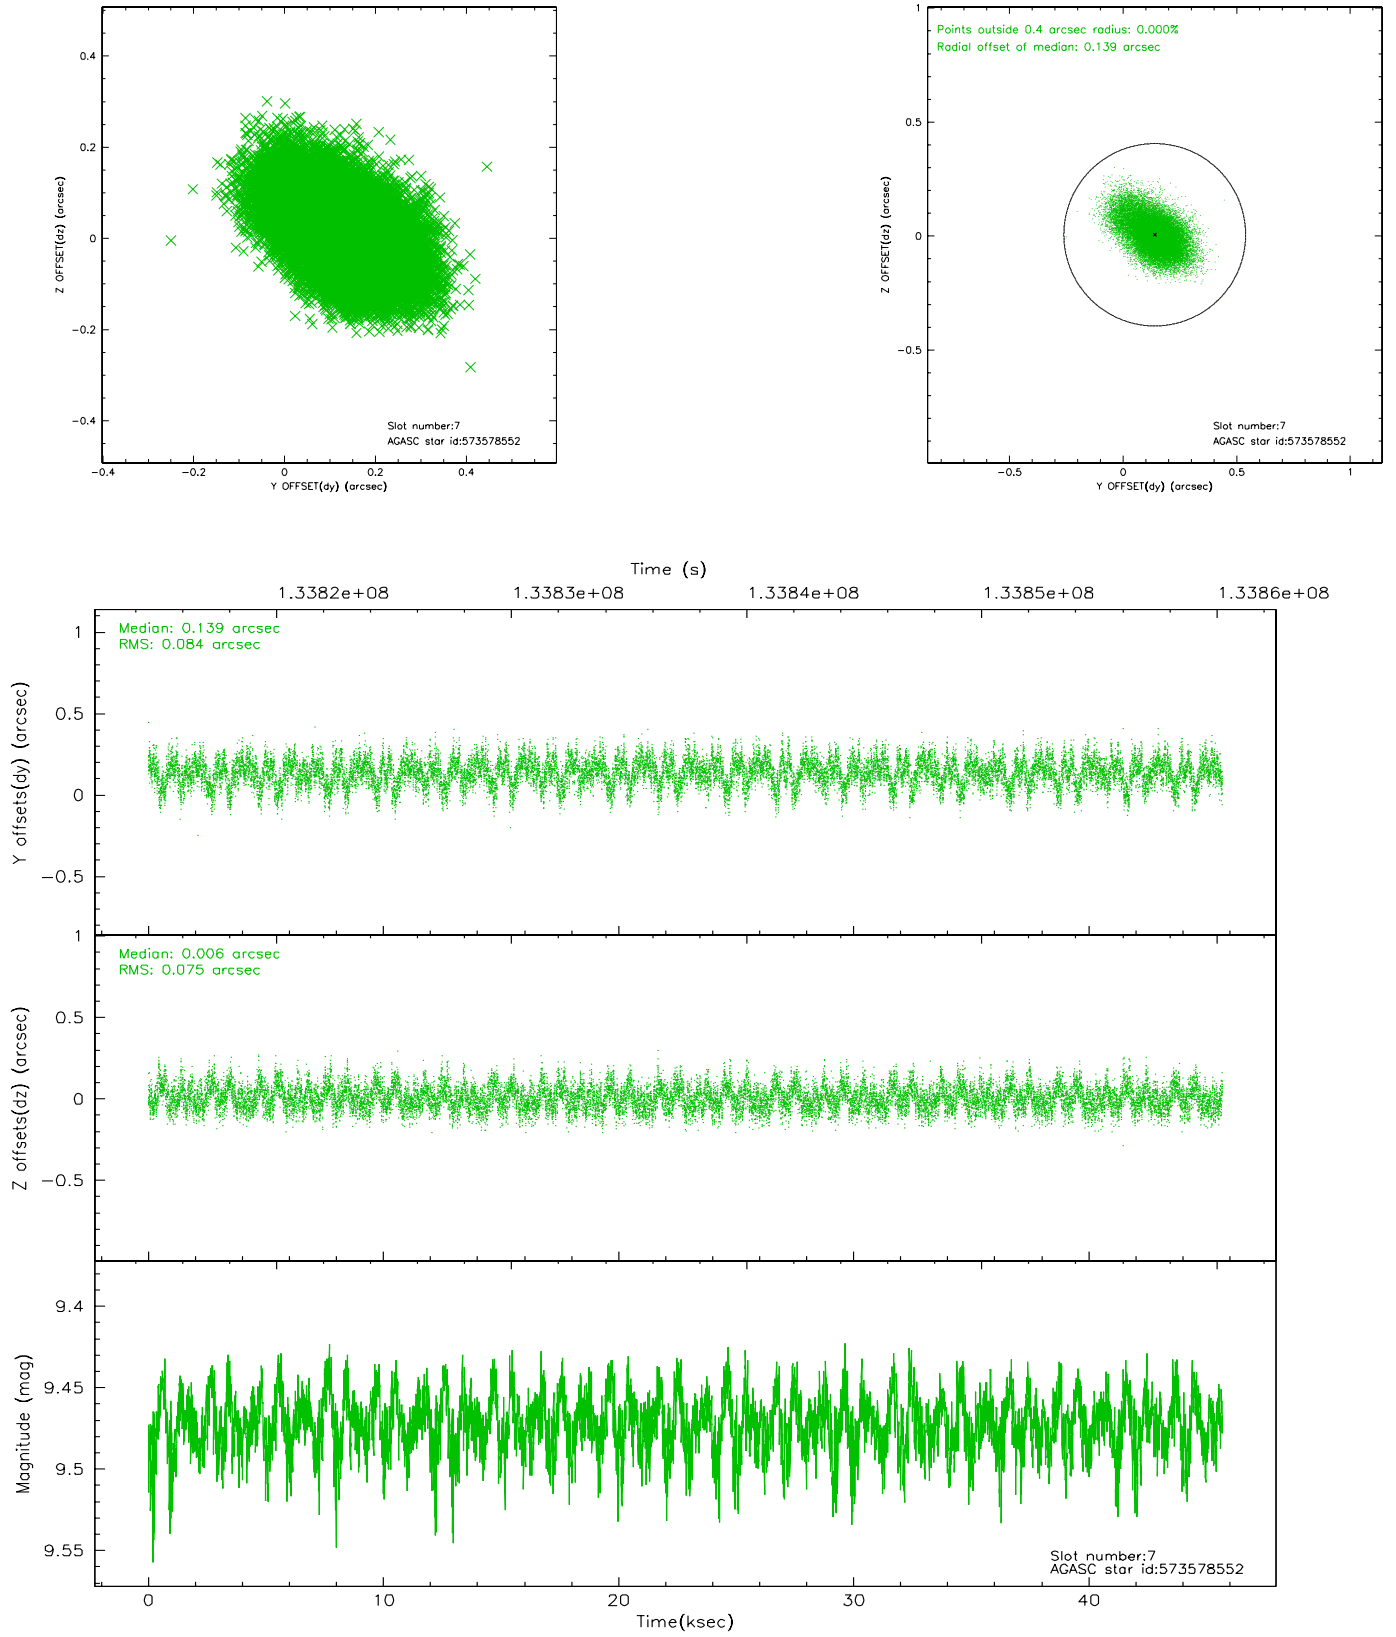 0.4
0.2
0
-0.2
-0.4
Z OFFSET(dz) (arcsec)
Slot number:7
AGASC star id:573578552
-0.4 -0.2 0 0.2 0.4
Y OFFSET(dy) (arcsec)
Points outside 0.4 arcsec radius: 0.000%
Radial offset of median: 0.139 arcsec
1
0.5
0
-0.5
Z OFFSET(dz) (arcsec)
Slot number:7
AGASC star id:573578552
-0.5 0 0.5 1
Y OFFSET(dy) (arcsec)
Time (s)
1.3382e+08 1.3383e+08 1.3384e+08 1.3385e+08 1.3386e+08
Median: 0.139 arcsec
RMS: 0.084 arcsec
1
0.5
0
-0.5
Y offsets(dy) (arcsec)
Median: 0.006 arcsec
RMS: 0.075 arcsec
1
0.5
0
-0.5
Z offsets(dz) (arcsec)
9.4
9.45
9.5
9.55
Magnitude (mag)
Slot number:7
AGASC star id:573578552
0 10 20 30 40
Time(ksec)